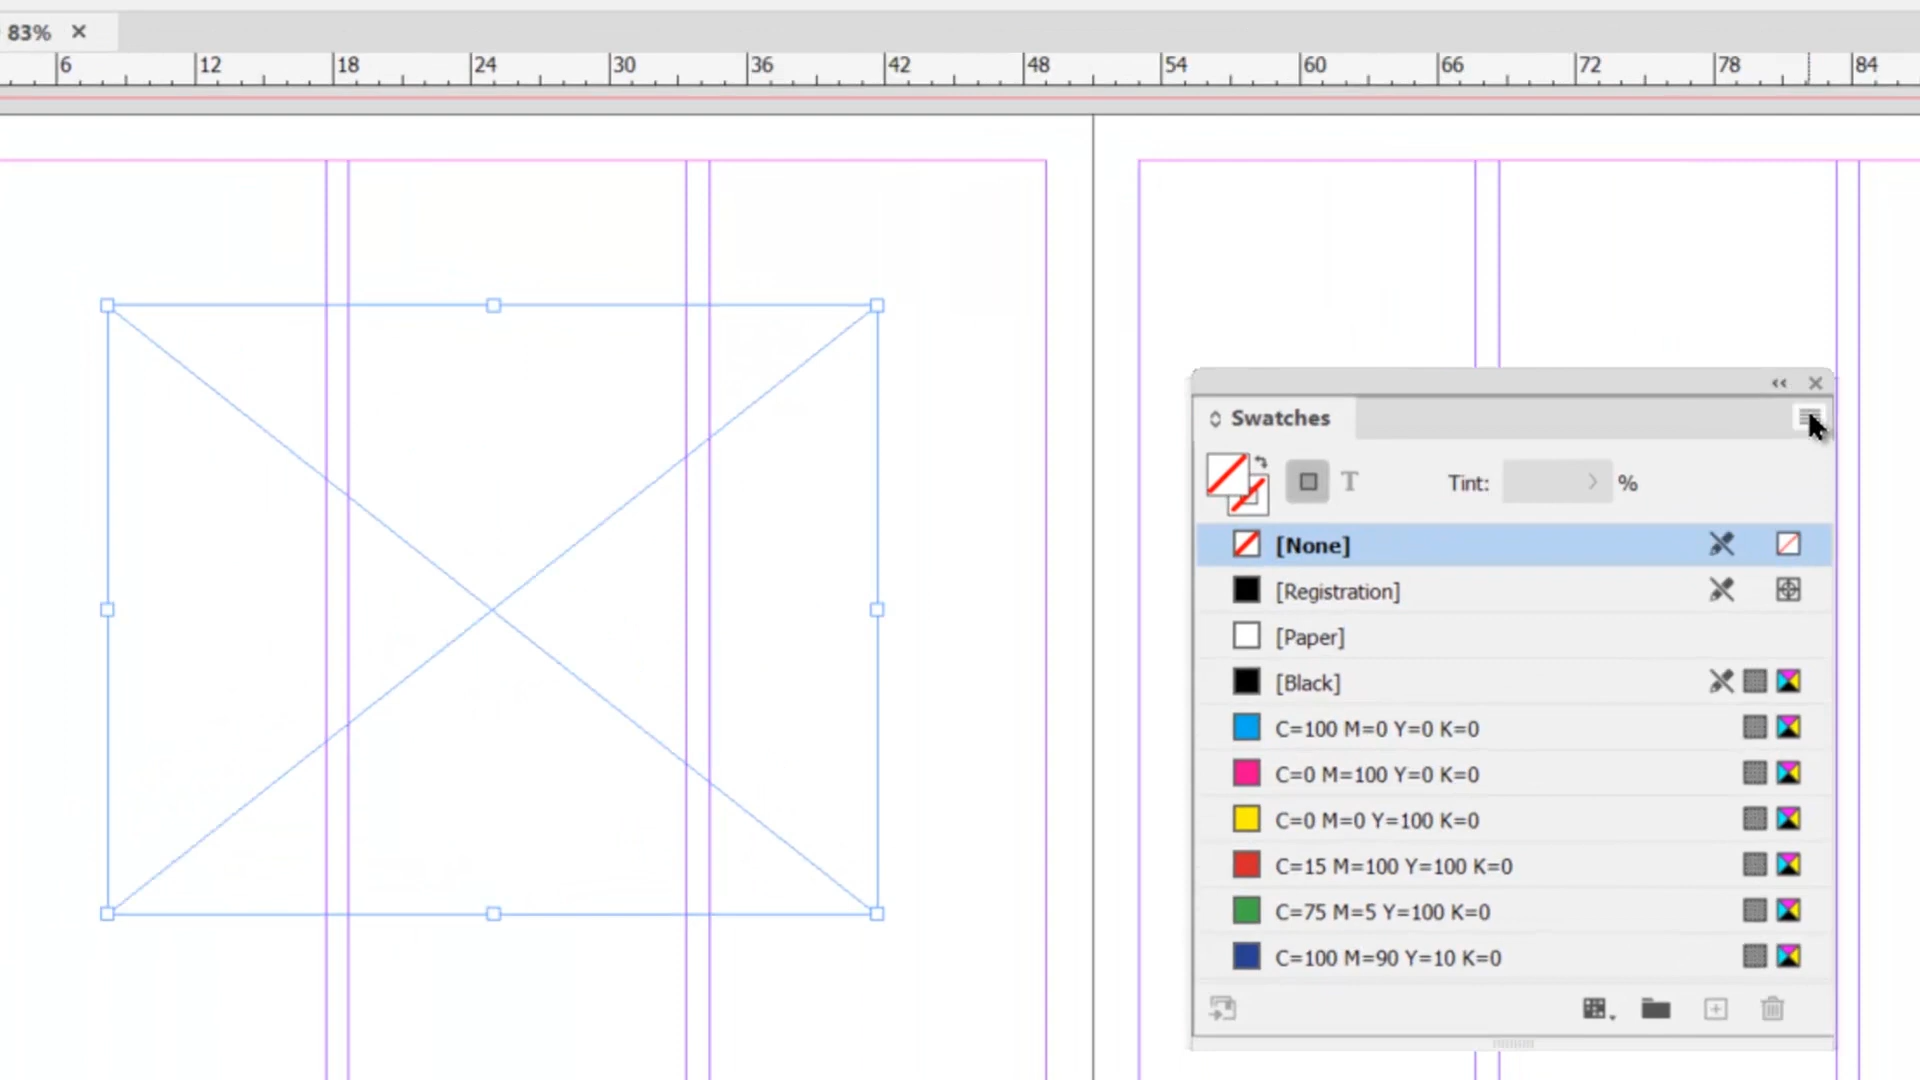 83%
6 12 18 24 30 36 42 48 54 60 66 72 78 84
Swatches
T Tint: %
[None]
[Registration]
[Paper]
[Black]
C=100 M=0 Y=0 K=0
C=0 M=100 Y=0 K=0
C=0 M=0 Y=100 K=0
C=15 M=100 Y=100 K=0
C=75 M=5 Y=100 K=0
C=100 M=90 Y=10 K=0